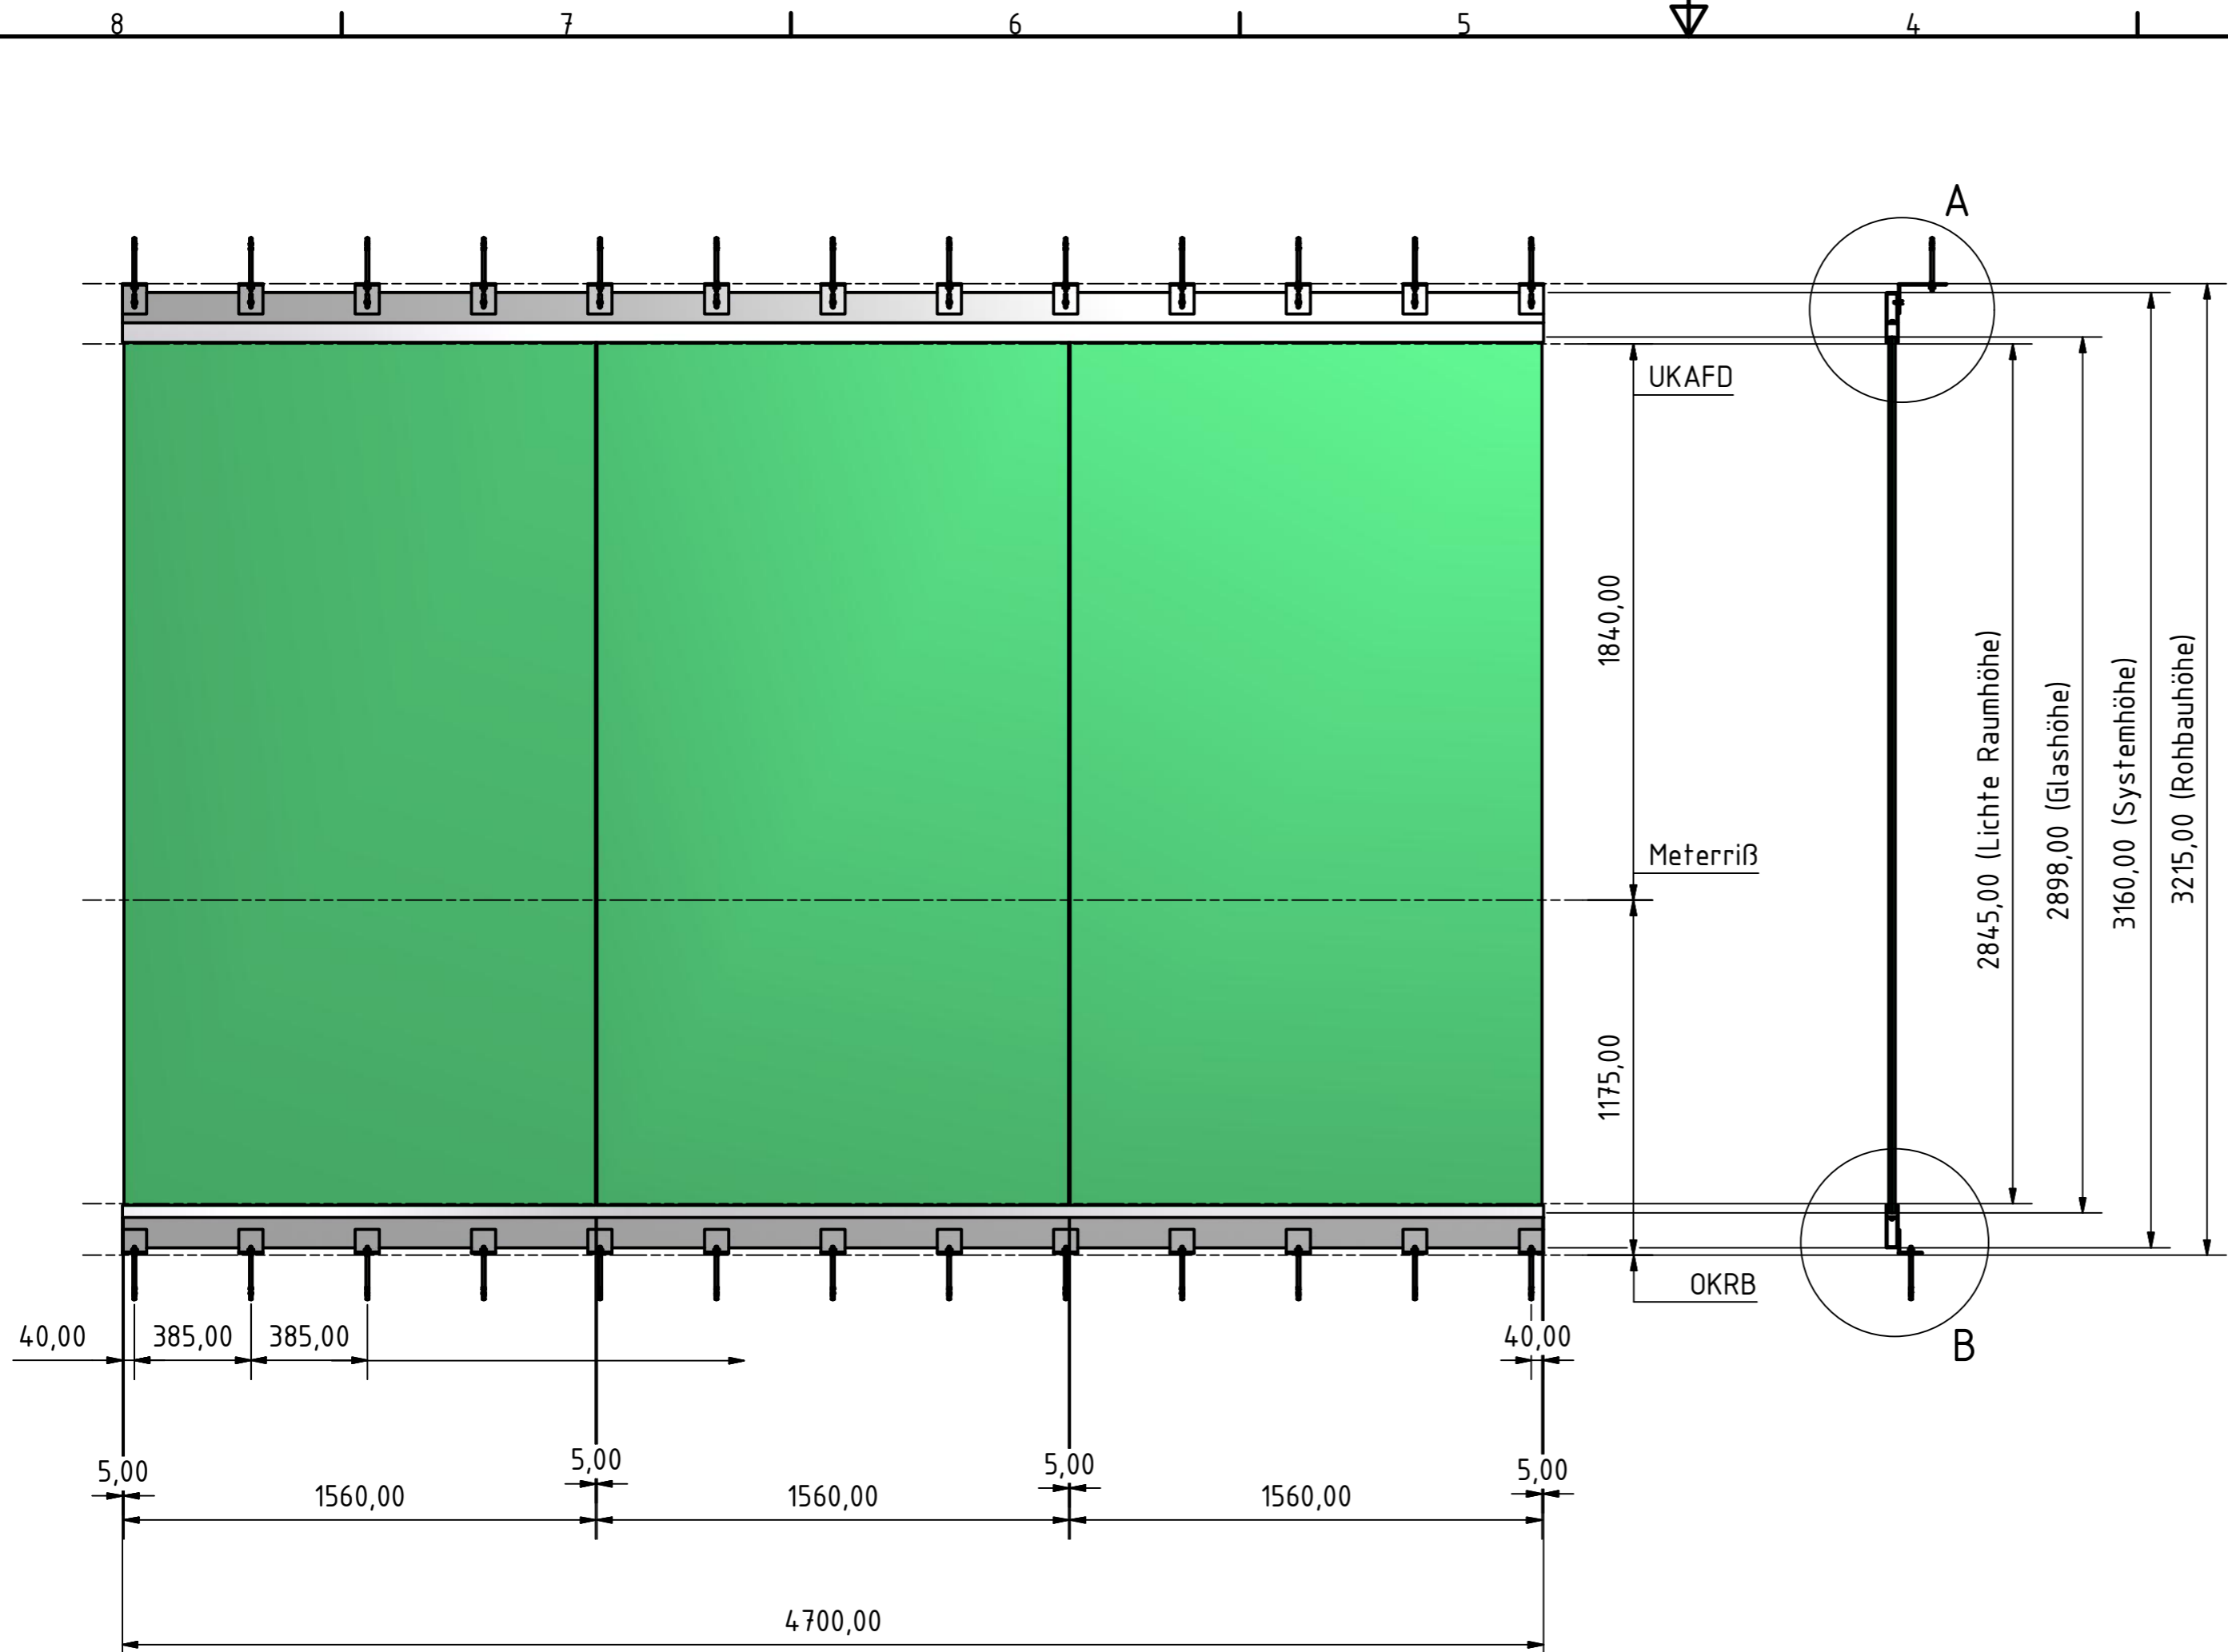 8 7 6 5 4
A
UKAFD
1840,00
Meterriß
1175,00
OKRB
2845,00 (Lichte Raumhöhe)
2898,00 (Glashöhe)
3160,00 (Systemhöhe)
3215,00 (Rohbauhöhe)
B
40,00 385,00 385,00 40,00
5,00 5,00 5,00 5,00
1560,00 1560,00 1560,00
4700,00